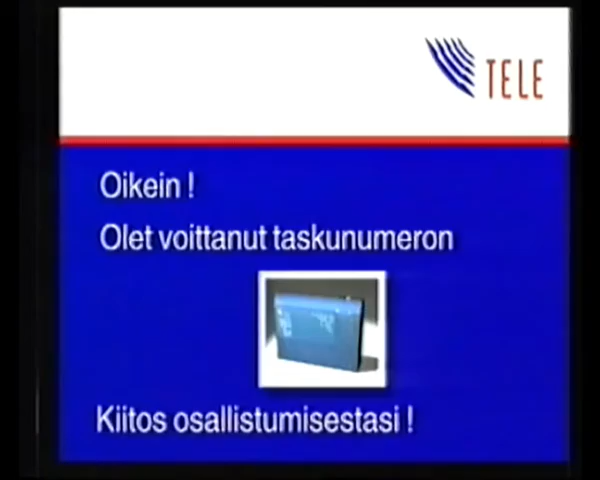 TELE
Oikein !
Olet voittanut taskunumeron
Kiitos osallistumisestasi !